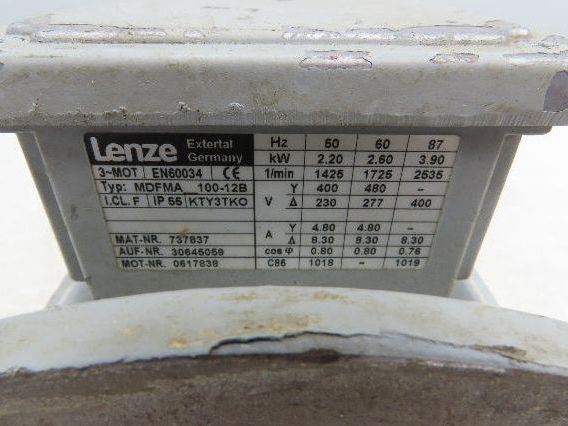 Lenze Extertal Germany Hz 50 60 87
kW 2.20 2.60 3.90
3~MOT EN60034 CE 1/min 1425 1725 2535
Typ: MDFMA 100-12B Y 400 480 –
I.CL. F IP 55 KTY3TKO V Δ 230 277 400
A Y 4.80 4.80 –
MAT-NR. 737837 Δ 8.30 8.30 8.30
AUF-NR. 30645059 cos φ 0.80 0.80 0.76
MOT-NR. 0617838 C86 1018 – 1019